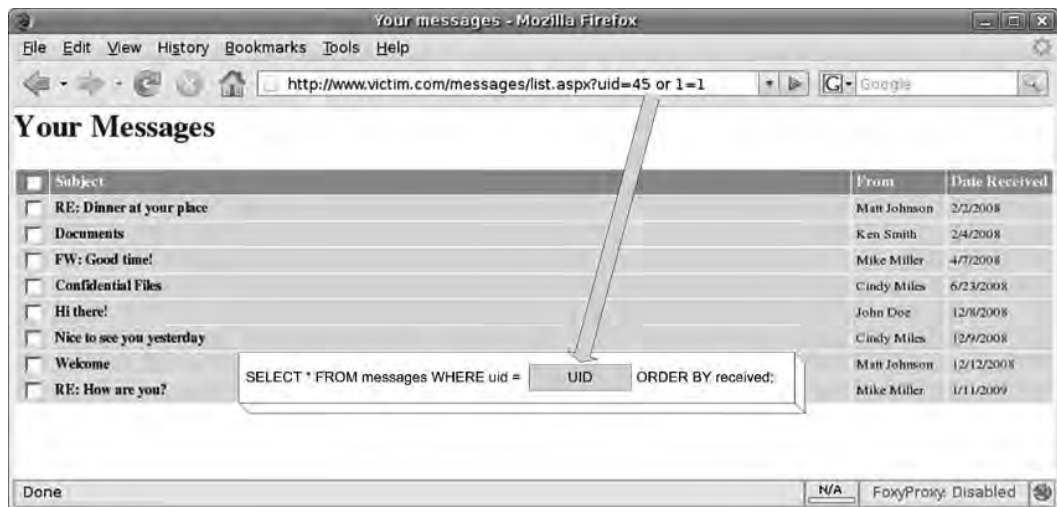 Your messages - Mozilla Firefox
File Edit View History Bookmarks Tools Help
http://www.victim.com/messages/list.aspx?uid=45 or 1=1
G Google
Your Messages
Subject From Date Received
RE: Dinner at your place Matt Johnson 2/2/2008
Documents Ken Smith 2/4/2008
FW: Good time! Mike Miller 4/7/2008
Confidential Files Cindy Miles 6/23/2008
Hi there! John Doe 12/8/2008
Nice to see you yesterday Cindy Miles 12/9/2008
Welcome Matt Johnson 12/12/2008
RE: How are you? Mike Miller 1/11/2009
SELECT * FROM messages WHERE uid = UID ORDER BY received;
Done N/A FoxyProxy: Disabled